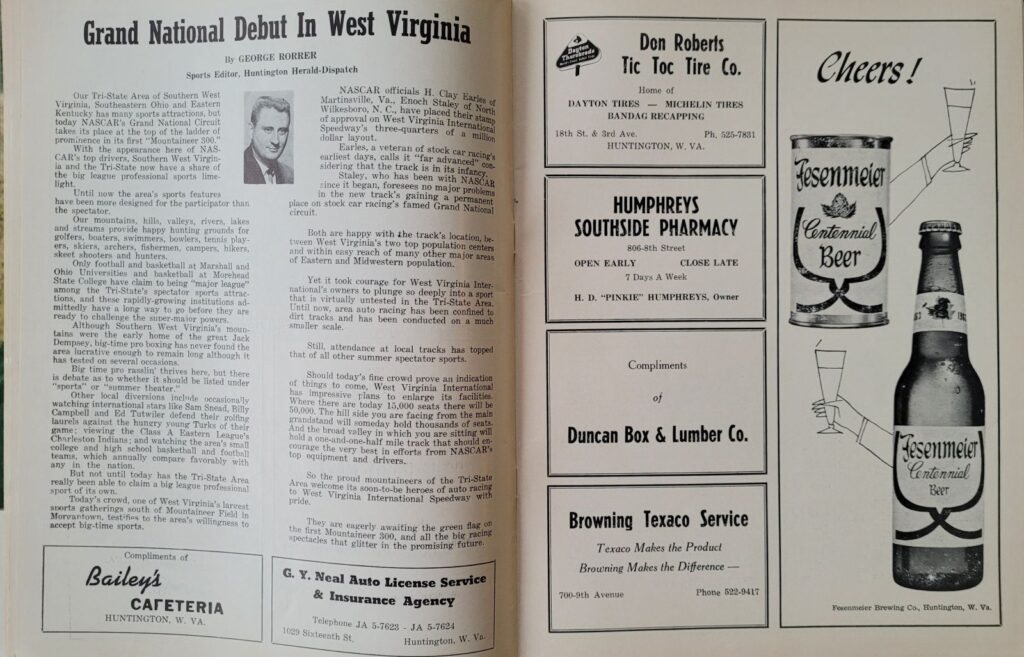 Grand National Debut In West Virginia
By GEORGE RORRER
Sports Editor, Huntington Herald-Dispatch
Our Tri-State Area of Southern West
Virginia, Southeastern Ohio and Eastern
Kentucky has many sports attractions, but
today NASCAR's Grand National Circuit
takes its place at the top of the ladder of
prominence in its first "Mountaineer 300."
With the appearance here of NAS-
CAR's top drivers, Southern West Virgin-
ia and the Tri-State now have a share of
the big league professional sports lime-
light.
Until now the area's sports features
have been more designed for the participator than
the spectator.
Our mountains, hills, valleys, rivers, lakes
and streams provide happy hunting grounds for
golfers, boaters, swimmers, bowlers, tennis play-
ers, skiers, archers, fishermen, campers, hikers,
skeet shooters and hunters.
Only football and basketball at Marshall and
Ohio Universities and basketball at Morehead
State College have claim to being "major league"
among the Tri-State's spectator sports attrac-
tions, and these rapidly-growing institutions ad-
mittedly have a long way to go before they are
ready to challenge the super-major powers.
Although Southern West Virginia's moun-
tains were the early home of the great Jack
Dempsey, big-time pro boxing has never found the
area lucrative enough to remain long although it
has tested on several occasions.
Big time pro rasslin' thrives here, but there
is debate as to whether it should be listed under
"sports" or "summer theater."
Other local diversions include occasionally
watching international stars like Sam Snead, Billy
Campbell and Ed Tutwiler defend their golfing
laurels against the hungry young Turks of their
game; viewing the Class A Eastern League's
Charleston Indians; and watching the area's small
college and high school basketball and football
teams, which annually compare favorably with
any in the nation.
But not until today has the Tri-State Area
really been able to claim a big league professional
sport of its own.
Today's crowd, one of West Virginia's largest
sports gatherings south of Mountaineer Field in
Morgantown, testifies to the area's willingness to
accept big-time sports.
NASCAR officials H. Clay Earles of
Martinsville, Va., Enoch Staley of North
Wilkesboro, N. C., have placed their stamp
of approval on West Virginia International
Speedway's three-quarters of a million
dollar layout.
Earles, a veteran of stock car racing's
earliest days, calls it "far advanced" con-
sidering that the track is in its infancy.
Staley, who has been with NASCAR
since it began, foresees no major problems
in the new track's gaining a permanent
place on stock car racing's famed Grand National
circuit.
Both are happy with the track's location, be-
tween West Virginia's two top population centers
and within easy reach of many other major areas
of Eastern and Midwestern population.
Yet it took courage for West Virginia Inter-
national's owners to plunge so deeply into a sport
that is virtually untested in the Tri-State Area.
Until now, area auto racing has been confined to
dirt tracks and has been conducted on a much
smaller scale.
Still, attendance at local tracks has topped
that of all other summer spectator sports.
Should today's fine crowd prove an indication
of things to come, West Virginia International
has impressive plans to enlarge its facilities.
Where there are today 15,000 seats there will be
50,000. The hill side you are facing from the main
grandstand will someday hold thousands of seats.
And the broad valley in which you are sitting will
hold a one-and-one-half mile track that should en-
courage the very best in efforts from NASCAR's
top equipment and drivers.
So the proud mountaineers of the Tri-State
Area welcome its soon-to-be heroes of auto racing
to West Virginia International Speedway with
pride.
They are eagerly awaiting the green flag on
the first Mountaineer 300, and all the big racing
spectacles that glitter in the promising future.
Compliments of
Bailey's
CAFETERIA
HUNTINGTON, W. VA.
G. Y. Neal Auto License Service
& Insurance Agency
Telephone JA 5-7623 - JA 5-7624
1029 Sixteenth St. Huntington, W. Va.
Dayton
Thorobreds
Don Roberts
Tic Toc Tire Co.
Home of
DAYTON TIRES — MICHELIN TIRES
BANDAG RECAPPING
18th St. & 3rd Ave. Ph. 525-7831
HUNTINGTON, W. VA.
HUMPHREYS
SOUTHSIDE PHARMACY
806-8th Street
OPEN EARLY CLOSE LATE
7 Days A Week
H. D. "PINKIE" HUMPHREYS, Owner
Compliments
of
Duncan Box & Lumber Co.
Browning Texaco Service
Texaco Makes the Product
Browning Makes the Difference —
700-9th Avenue Phone 522-9417
Cheers!
Fesenmeier
Centennial
Beer
Fesenmeier
Centennial
Beer
Fesenmeier Brewing Co., Huntington, W. Va.